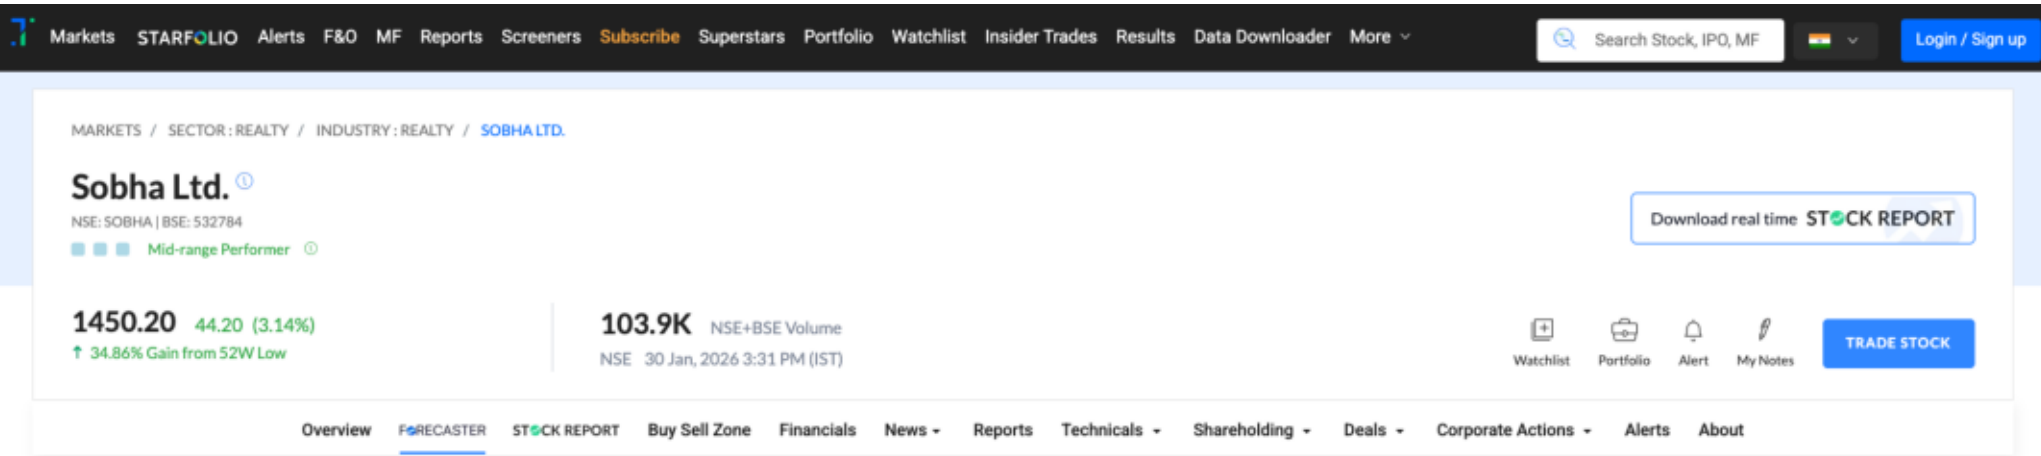 Markets STARFOLIO Alerts F&O MF Reports Screeners Subscribe Superstars Portfolio Watchlist Insider Trades Results Data Downloader More Search Stock, IPO, MF Login / Sign up
MARKETS / SECTOR : REALTY / INDUSTRY : REALTY / SOBHA LTD.
Sobha Ltd.
NSE: SOBHA | BSE: 532784
Mid-range Performer
Download real time STOCK REPORT
1450.20 44.20 (3.14%)
↑ 34.86% Gain from 52W Low
103.9K NSE+BSE Volume
NSE 30 Jan, 2026 3:31 PM (IST)
Watchlist Portfolio Alert My Notes
TRADE STOCK
Overview FORECASTER STOCK REPORT Buy Sell Zone Financials News Reports Technicals Shareholding Deals Corporate Actions Alerts About